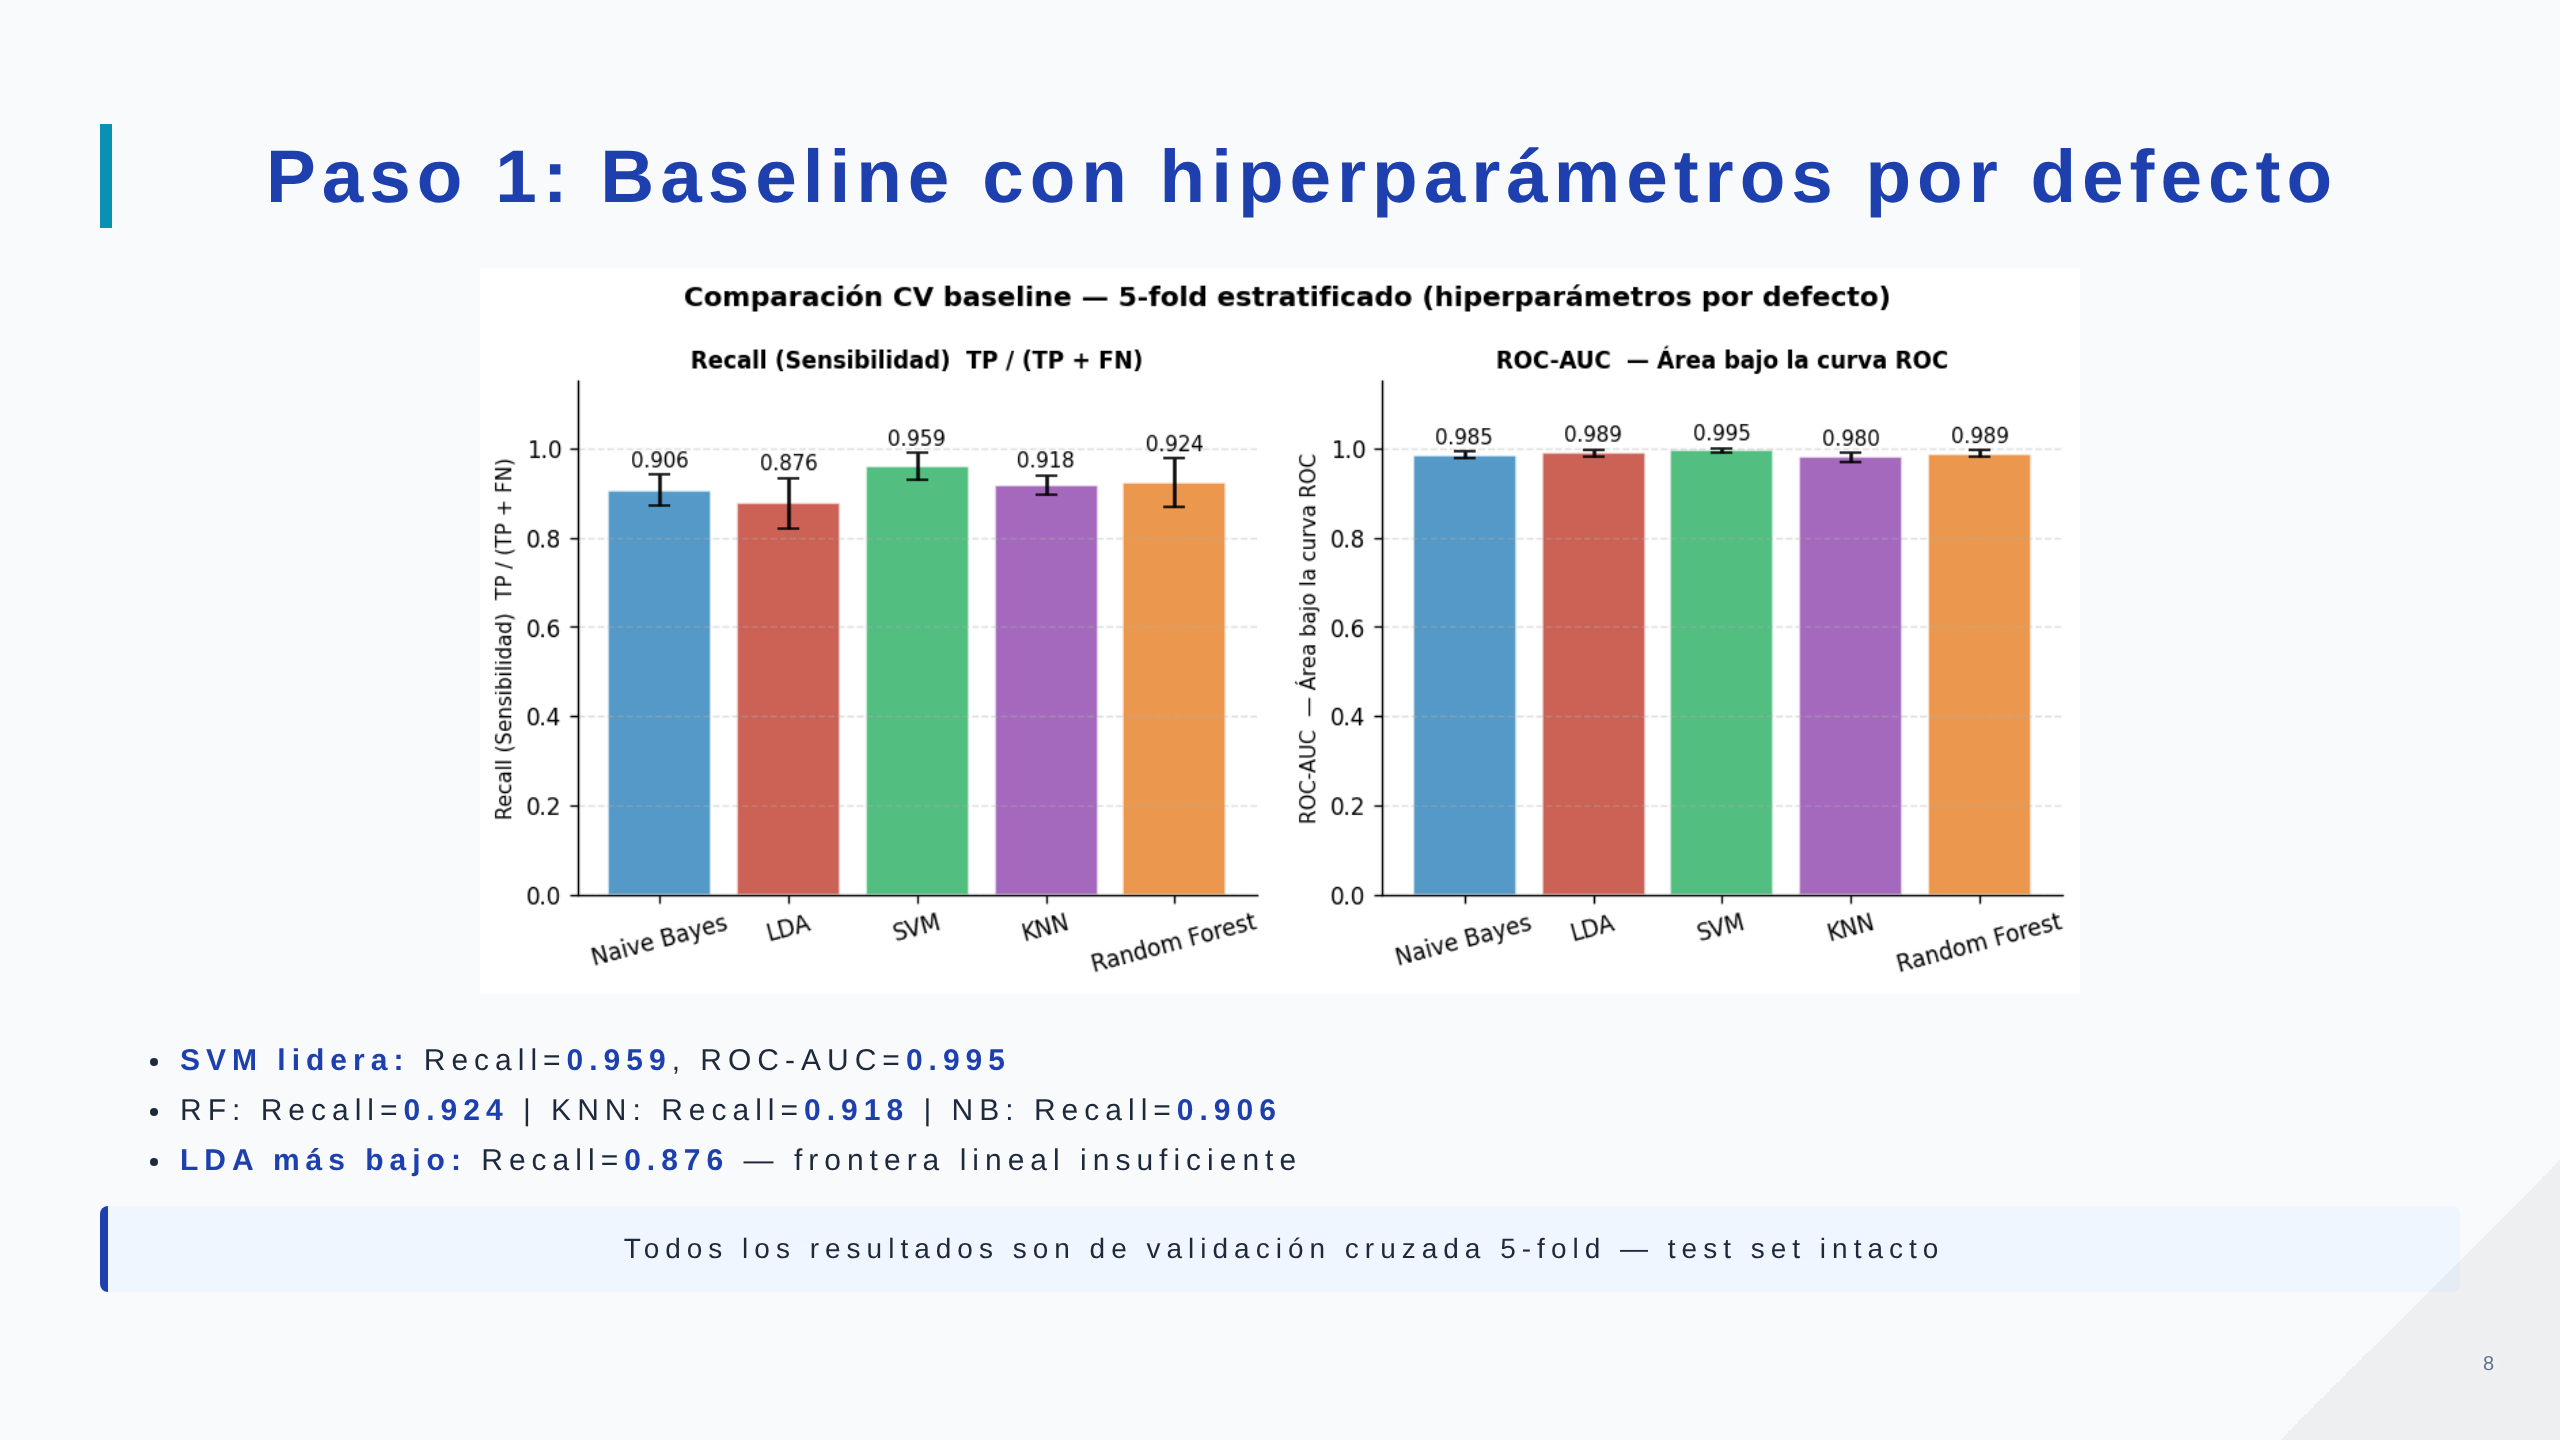 Paso 1: Baseline con hiperparámetros por defecto
Comparación CV baseline — 5-fold estratificado (hiperparámetros por defecto)
Recall (Sensibilidad)  TP / (TP + FN)
Recall (Sensibilidad)  TP / (TP + FN)
1.0
0.8
0.6
0.4
0.2
0.0
0.906
0.876
0.959
0.918
0.924
Naive Bayes
LDA
SVM
KNN
Random Forest
ROC-AUC  — Área bajo la curva ROC
ROC-AUC  — Área bajo la curva ROC
1.0
0.8
0.6
0.4
0.2
0.0
0.985
0.989
0.995
0.980
0.989
Naive Bayes
LDA
SVM
KNN
Random Forest
• SVM lidera: Recall=0.959, ROC-AUC=0.995
• RF: Recall=0.924 | KNN: Recall=0.918 | NB: Recall=0.906
• LDA más bajo: Recall=0.876 — frontera lineal insuficiente
Todos los resultados son de validación cruzada 5-fold — test set intacto
8